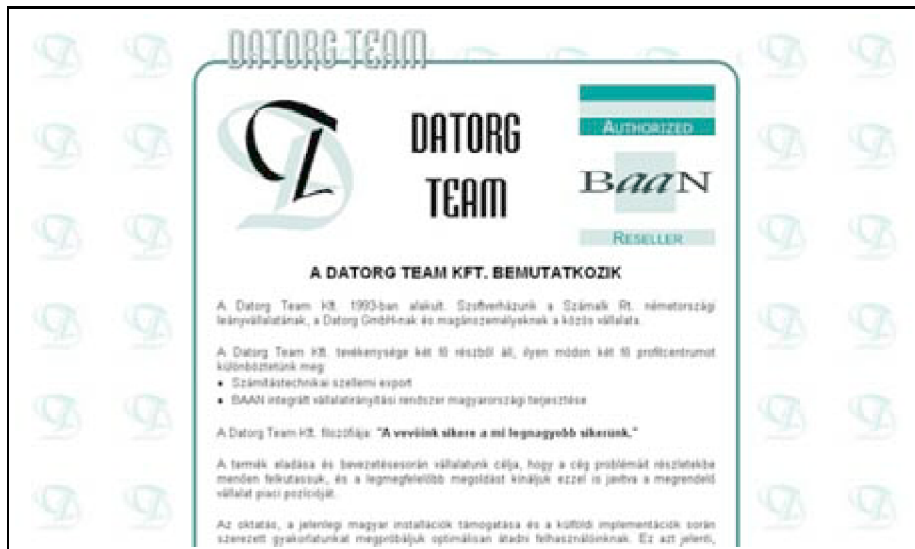 DATORG TEAM
DATORG
TEAM
AUTHORIZED
BAAN
RESELLER
A DATORG TEAM KFT. BEMUTATKOZIK
A Datorg Team Kft. 1993-ban alakult. Szoftverházunk a Számalk Rt. németországi
leányvállalatának, a Datorg GmbH-nak és magánszemélyeknek a közös vállalata.
A Datorg Team Kft. tevékenysége két fő részből áll, ilyen módon két fő profitcentrumot
különböztetünk meg:
• Számítástechnikai szellemi export
• BAAN integrált vállalatirányítási rendszer magyarországi terjesztése
A Datorg Team Kft. filozófiája: "A vevőink sikere a mi legnagyobb sikerünk."
A termék eladása és bevezetésesorán vállalatunk célja, hogy a cég problémáit részletekbe
menően felkutassuk, és a legmegfelelőbb megoldást kínáljuk ezzel is javítva a megrendelő
vállalat piaci pozícióját.
Az oktatás, a jelenlegi magyar installációk támogatása és a külföldi implementációk során
szerezett gyakorlatunkat megpróbáljuk optimálisan átadni felhasználóinknak. Ez azt jelenti,